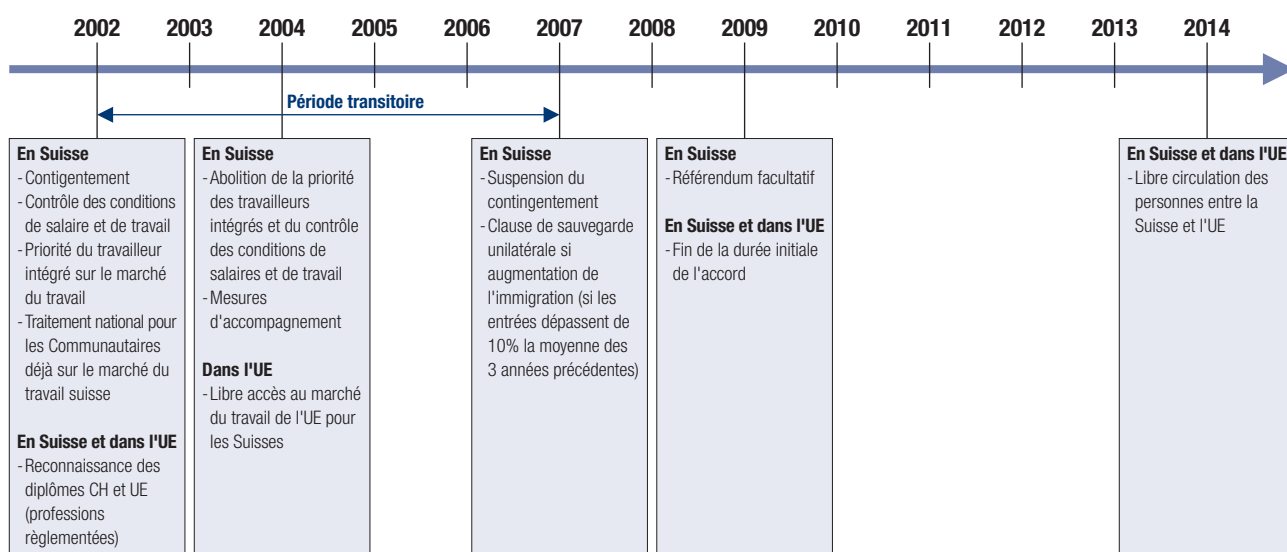 2002 2003 2004 2005 2006 2007 2008 2009 2010 2011 2012 2013 2014
Période transitoire
En Suisse
- Contigentement
- Contrôle des conditions
de salaire et de travail
- Priorité du travailleur
intégré sur le marché
du travail
- Traitement national pour
les Communautaires
déjà sur le marché du
travail suisse
En Suisse et dans l'UE
- Reconnaissance des
diplômes CH et UE
(professions
règlementées)
En Suisse
- Abolition de la priorité
des travailleurs
intégrés et du contrôle
des conditions de
salaires et de travail
- Mesures
d'accompagnement
Dans l'UE
- Libre accès au marché
du travail de l'UE pour
les Suisses
En Suisse
- Suspension du
contingentement
- Clause de sauvegarde
unilatérale si
augmentation de
l'immigration (si les
entrées dépassent de
10% la moyenne des
3 années précédentes)
En Suisse
- Référendum facultatif
En Suisse et dans l'UE
- Fin de la durée initiale
de l'accord
En Suisse et dans l'UE
- Libre circulation des
personnes entre la
Suisse et l'UE